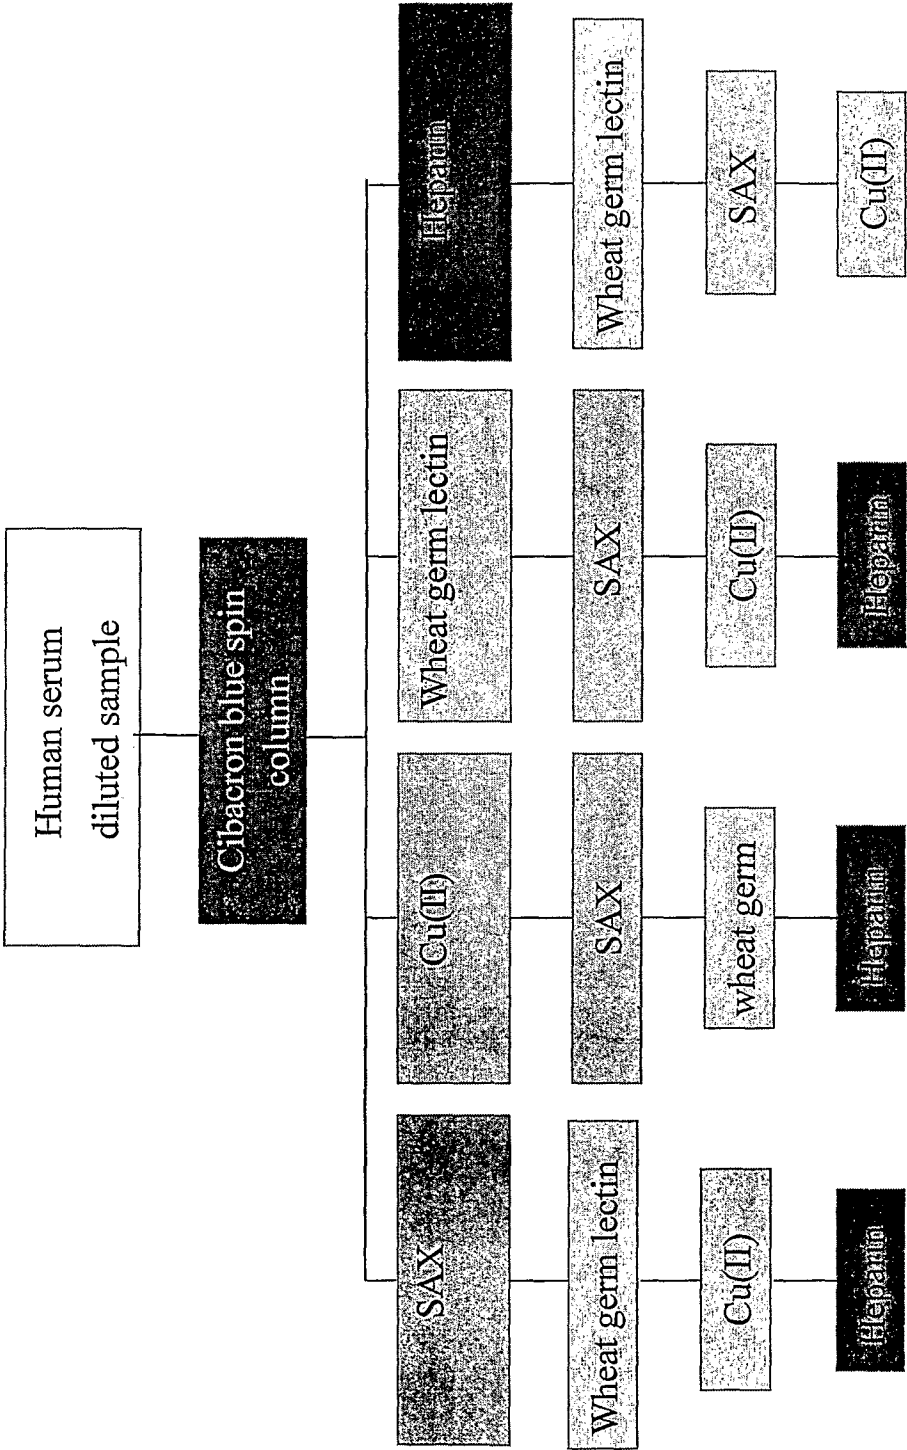 Human serum
diluted sample
Cibacron blue spin
column
SAX
Cu(II)
Wheat germ lectin
Heparin
Wheat germ lectin
SAX
SAX
Wheat germ lectin
Cu(II)
wheat germ
Cu(II)
SAX
Heparin
Heparin
Heparin
Cu(II)